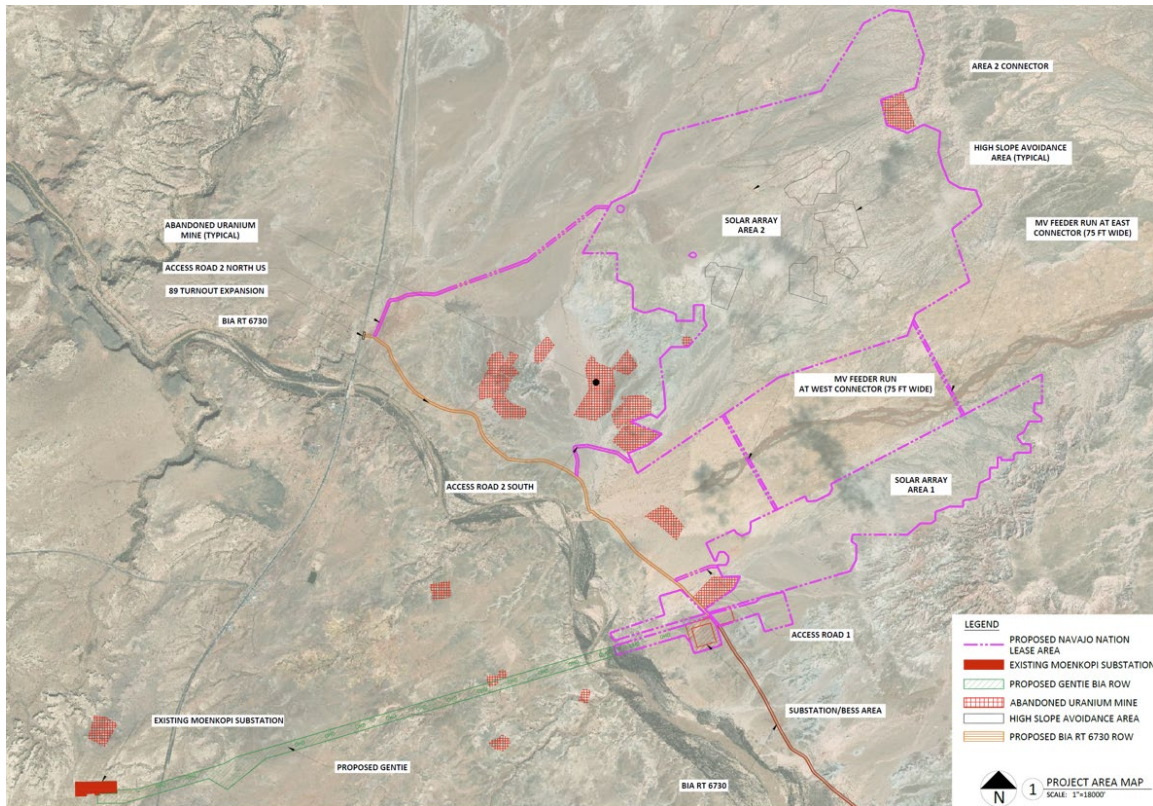 AREA 2 CONNECTOR
HIGH SLOPE AVOIDANCE
AREA (TYPICAL)
MV FEEDER RUN AT EAST
CONNECTOR (75 FT WIDE)
ABANDONED URANIUM
MINE (TYPICAL)
SOLAR ARRAY
AREA 2
ACCESS ROAD 2 NORTH US
89 TURNOUT EXPANSION
BIA RT 6730
MV FEEDER RUN
AT WEST CONNECTOR (75 FT WIDE)
ACCESS ROAD 2 SOUTH
SOLAR ARRAY
AREA 1
ACCESS ROAD 1
SUBSTATION/BESS AREA
EXISTING MOENKOPI SUBSTATION
PROPOSED GENTIE
BIA RT 6730
LEGEND
PROPOSED NAVAJO NATION
LEASE AREA
EXISTING MOENKOPI SUBSTATION
PROPOSED GENTIE BIA ROW
ABANDONED URANIUM MINE
HIGH SLOPE AVOIDANCE AREA
PROPOSED BIA RT 6730 ROW
N
1
PROJECT AREA MAP
SCALE: 1"=18000'